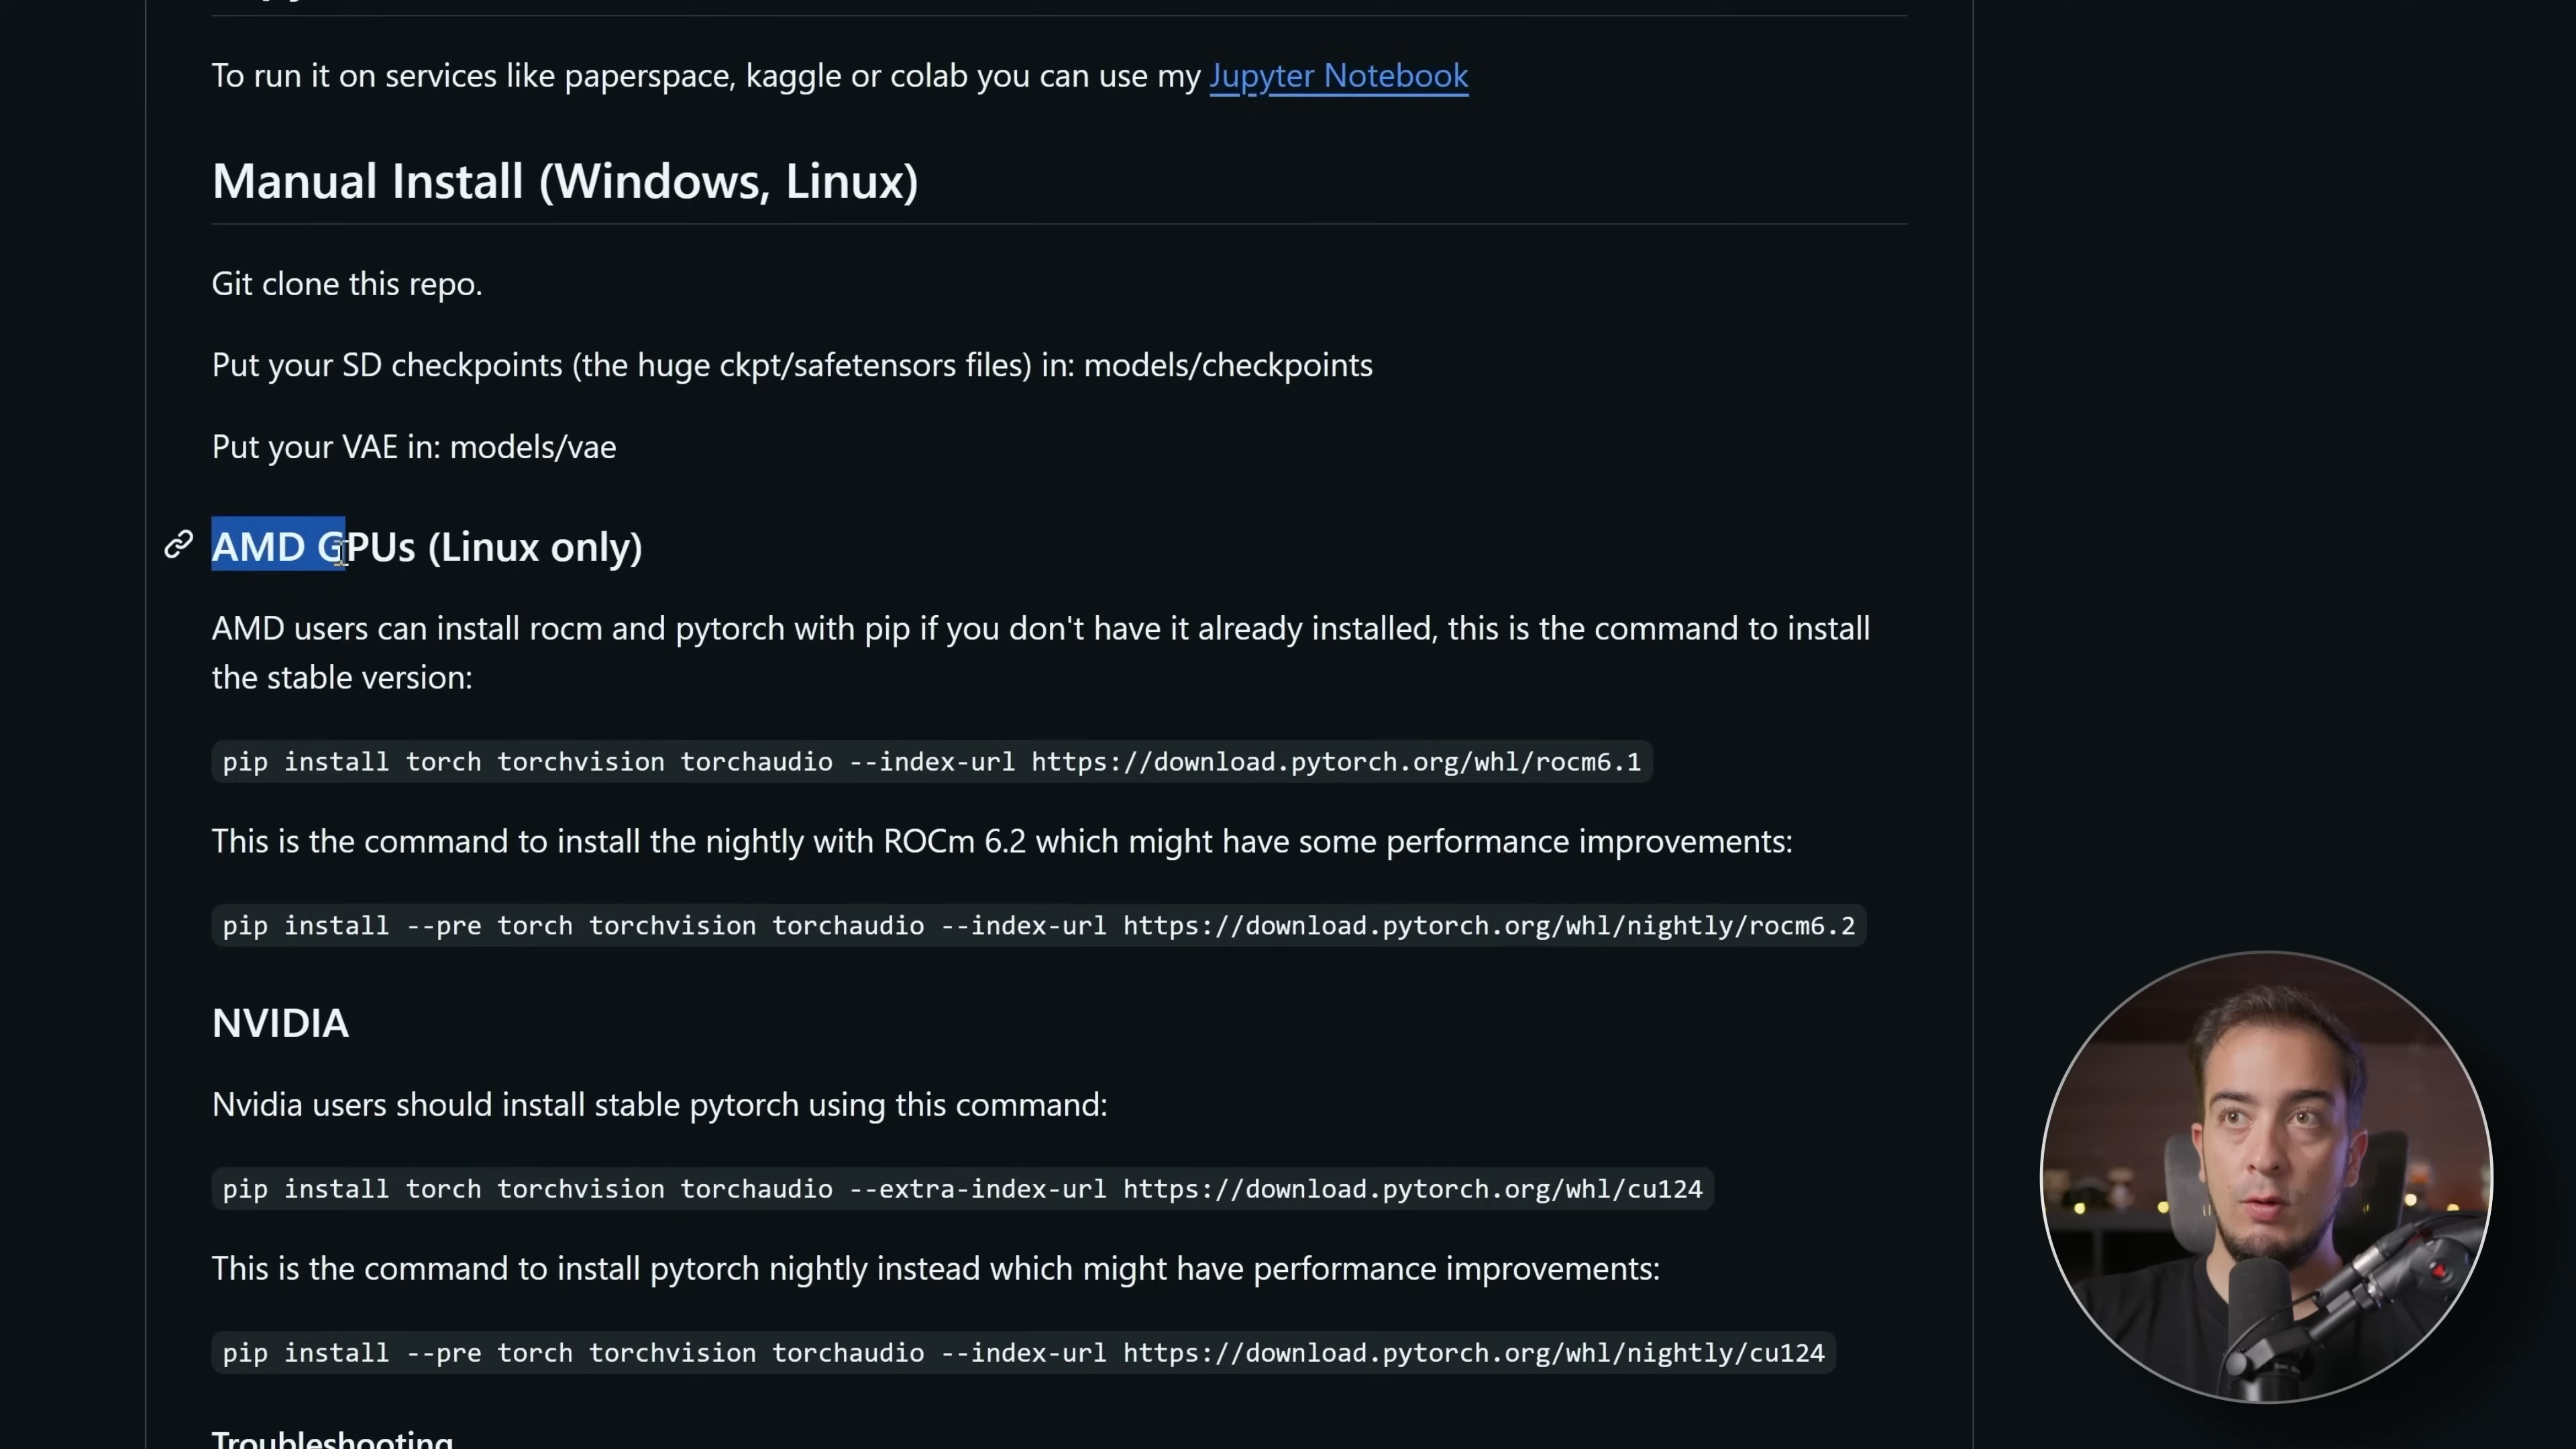 To run it on services like paperspace, kaggle or colab you can use my Jupyter Notebook
Manual Install (Windows, Linux)
Git clone this repo.
Put your SD checkpoints (the huge ckpt/safetensors files) in: models/checkpoints
Put your VAE in: models/vae
AMD GPUs (Linux only)
AMD users can install rocm and pytorch with pip if you don't have it already installed, this is the command to install
the stable version:
pip install torch torchvision torchaudio --index-url https://download.pytorch.org/whl/rocm6.1
This is the command to install the nightly with ROCm 6.2 which might have some performance improvements:
pip install --pre torch torchvision torchaudio --index-url https://download.pytorch.org/whl/nightly/rocm6.2
NVIDIA
Nvidia users should install stable pytorch using this command:
pip install torch torchvision torchaudio --extra-index-url https://download.pytorch.org/whl/cu124
This is the command to install pytorch nightly instead which might have performance improvements:
pip install --pre torch torchvision torchaudio --index-url https://download.pytorch.org/whl/nightly/cu124
Troubleshooting